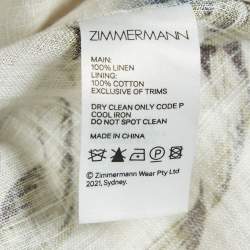 ZIMMERMANN
MAIN:
100% LINEN
LINING:
100% COTTON
EXCLUSIVE OF TRIMS
DRY CLEAN ONLY CODE P
COOL IRON
DO NOT SPOT CLEAN
MADE IN CHINA
P
© Zimmermann Wear Pty Ltd
2021, Sydney.